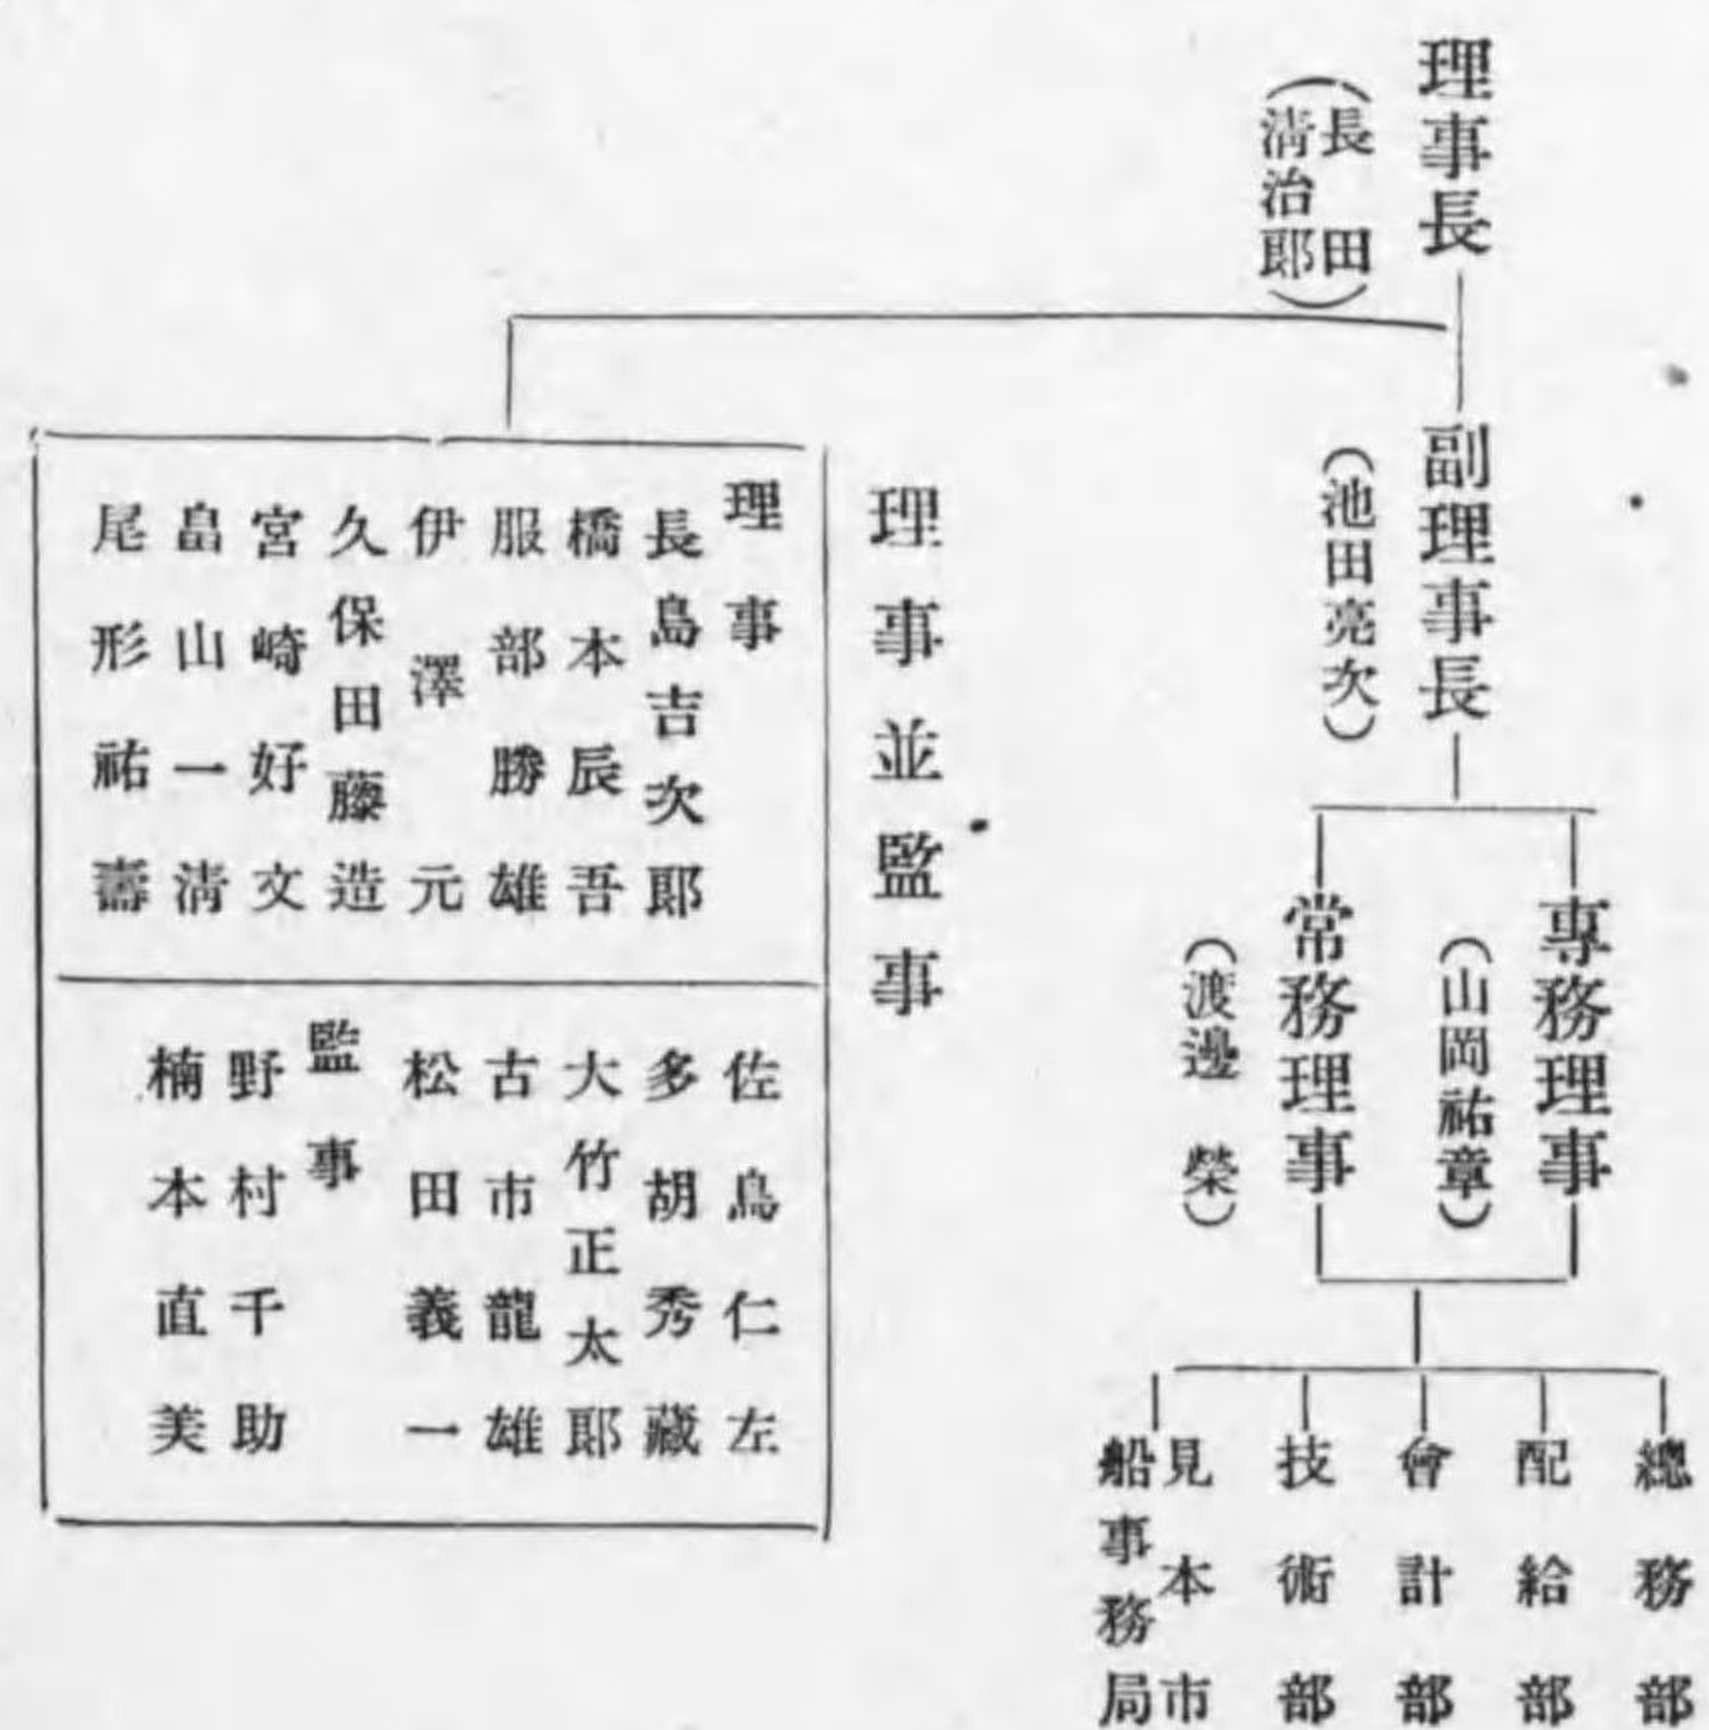 理事長
(長田
清治郎)
副理事長
(池田亮次)
専務理事
(山岡祐章)
常務理事
(渡邊 榮)
總務部
配給部
會計部
技術部
見本市
船事務局
理事並監事
理事
長島吉次郎
橋本辰吾
服部勝雄
伊澤元
久保田藤造
宮崎好文
畠山一清
尾形祐壽
佐鳥仁左
多胡秀藏
大竹正太郎
古市龍雄
松田義一
監事
野村千助
楠本直美